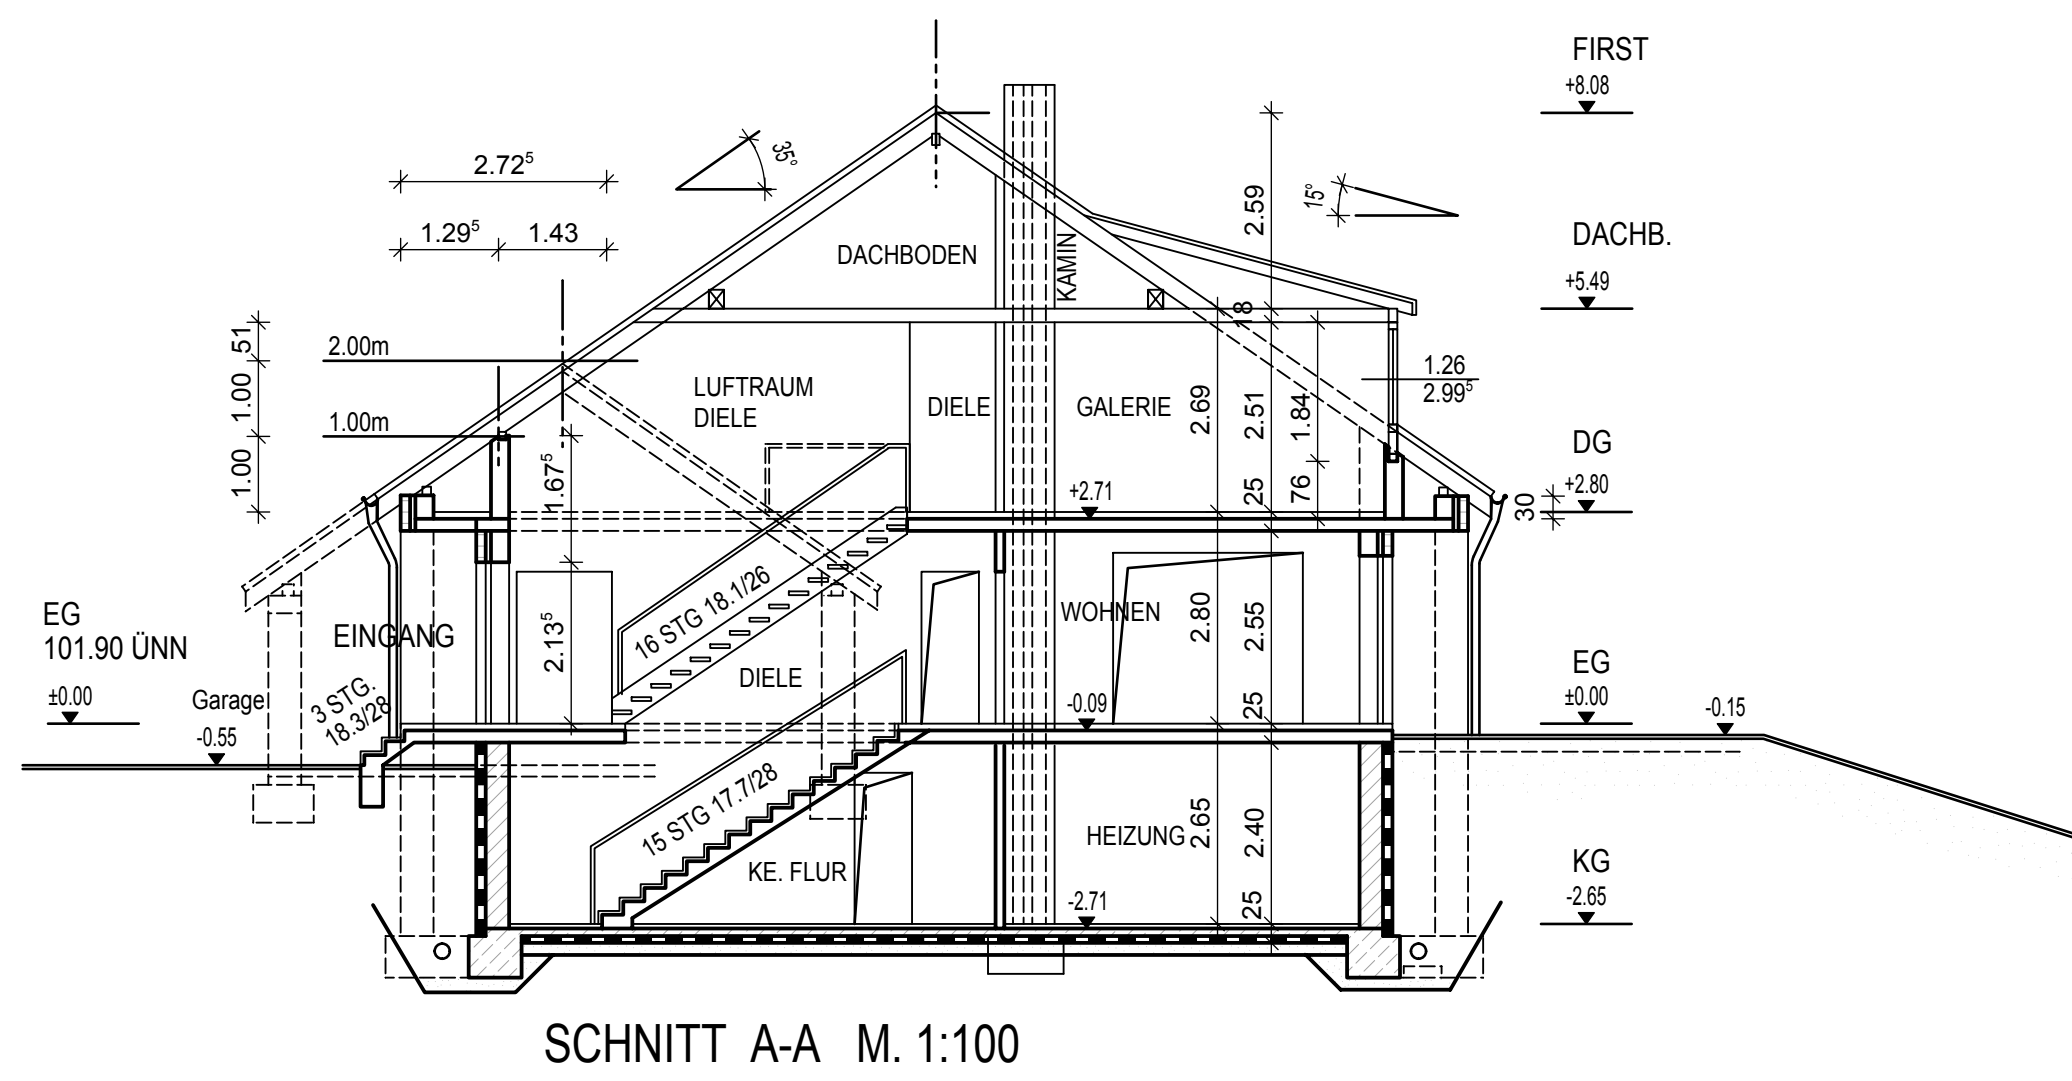 FIRST
+8.08
2.72⁵
35°
2.59
15°
1.29⁵
1.43
DACHB.
DACHBODEN
KAMIN
+5.49
18
51
2.00m
1.26
2.99⁵
LUFTRAUM
DIELE
DIELE
GALERIE
2.69
2.51
1.84
1.00
1.00m
DG
+2.80
1.00
1.67⁵
+2.71
25
76
30
16 STG 18.1/26
WOHNEN
2.80
2.55
EG
101.90 ÜNN
±0.00
EINGANG
2.13⁵
EG
±0.00
Garage
-0.55
3 STG.
18.3/28
DIELE
-0.09
25
-0.15
15 STG 17.7/28
2.65
2.40
HEIZUNG
KE. FLUR
KG
-2.65
-2.71
25
SCHNITT A-A M. 1:100